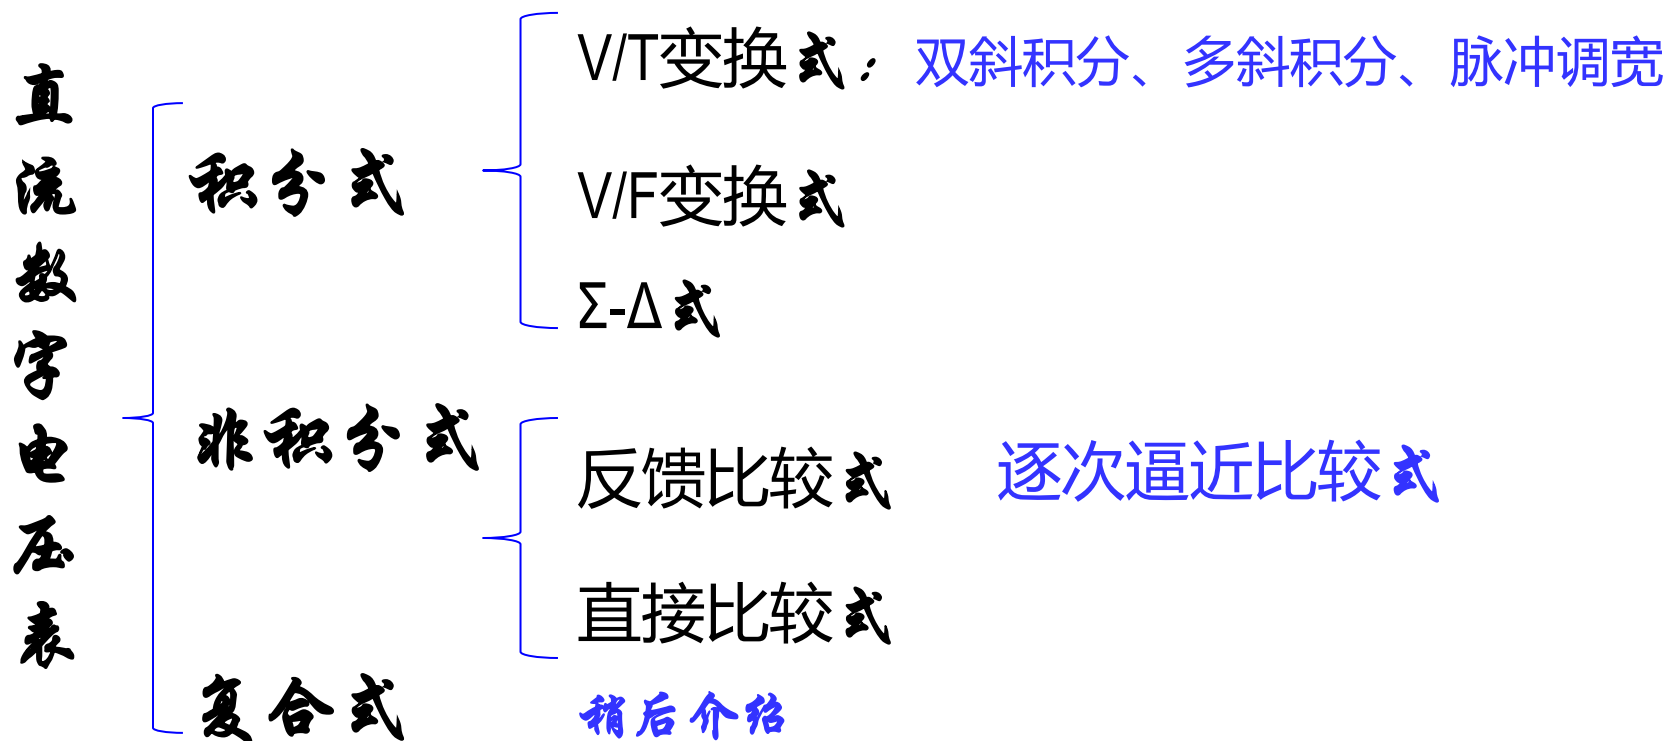 直流数字电压表
积分式
V/T变换式：双斜积分、多斜积分、脉冲调宽
V/F变换式
Σ-Δ式
非积分式
反馈比较式 逐次逼近比较式
直接比较式
复合式 稍后介绍